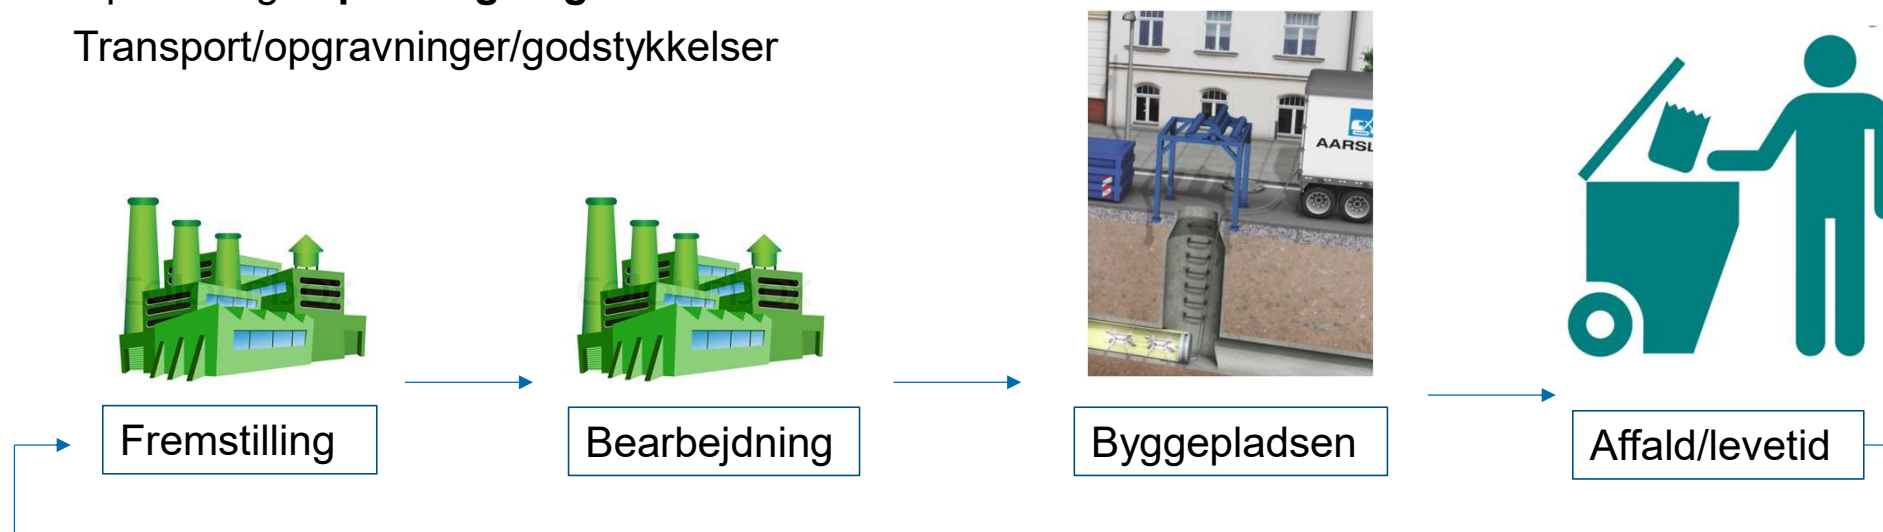 Transport/opgravninger/godstykkelser
AARSL
Fremstilling
Bearbejdning
Byggepladsen
Affald/levetid